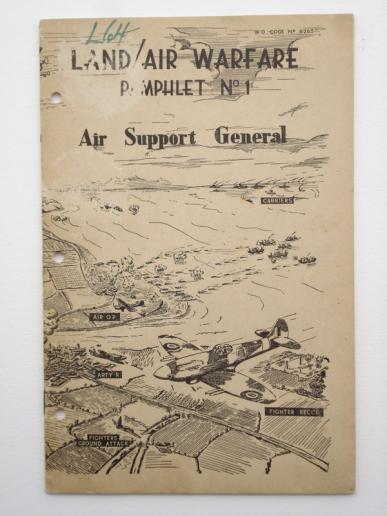 W.O. CODE No 8265
LAND/AIR WARFARE
PAMPHLET No 1
Air Support General
CARRIERS
AIR O.P.
ARTY R
FIGHTER RECCE
FIGHTERS
GROUND ATTACK